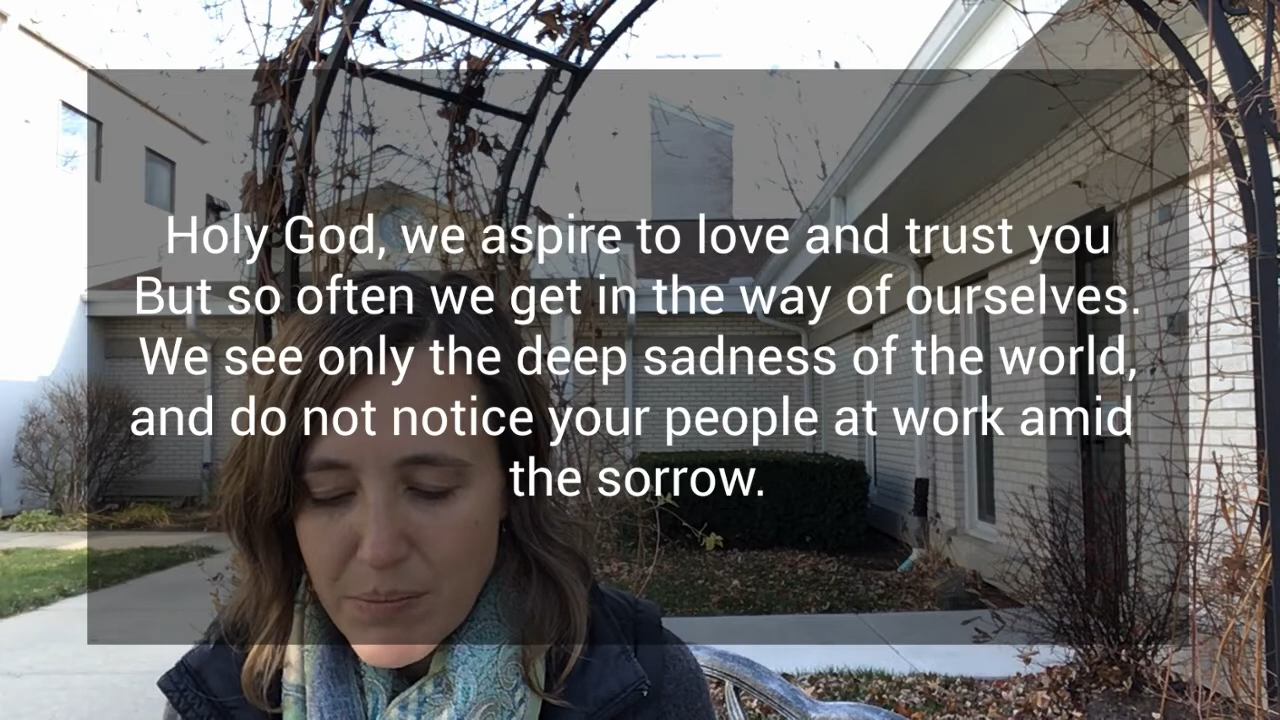 Holy God, we aspire to love and trust you
But so often we get in the way of ourselves.
We see only the deep sadness of the world,
and do not notice your people at work amid
the sorrow.